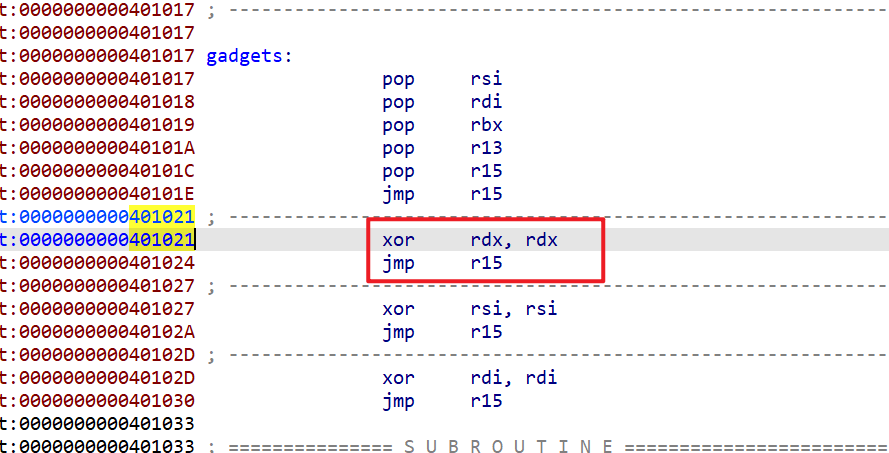 t:0000000000401017 ; ---------------------------------------------------------------
t:0000000000401017
t:0000000000401017 gadgets:
t:0000000000401017 pop rsi
t:0000000000401018 pop rdi
t:0000000000401019 pop rbx
t:000000000040101A pop r13
t:000000000040101C pop r15
t:000000000040101E jmp r15
t:0000000000401021 ; ---------------------------------------------------------------
t:0000000000401021 xor rdx, rdx
t:0000000000401024 jmp r15
t:0000000000401027 ; ---------------------------------------------------------------
t:0000000000401027 xor rsi, rsi
t:000000000040102A jmp r15
t:000000000040102D ; ---------------------------------------------------------------
t:000000000040102D xor rdi, rdi
t:0000000000401030 jmp r15
t:0000000000401033
t:0000000000401033 ; =============== S U B R O U T I N E =======================